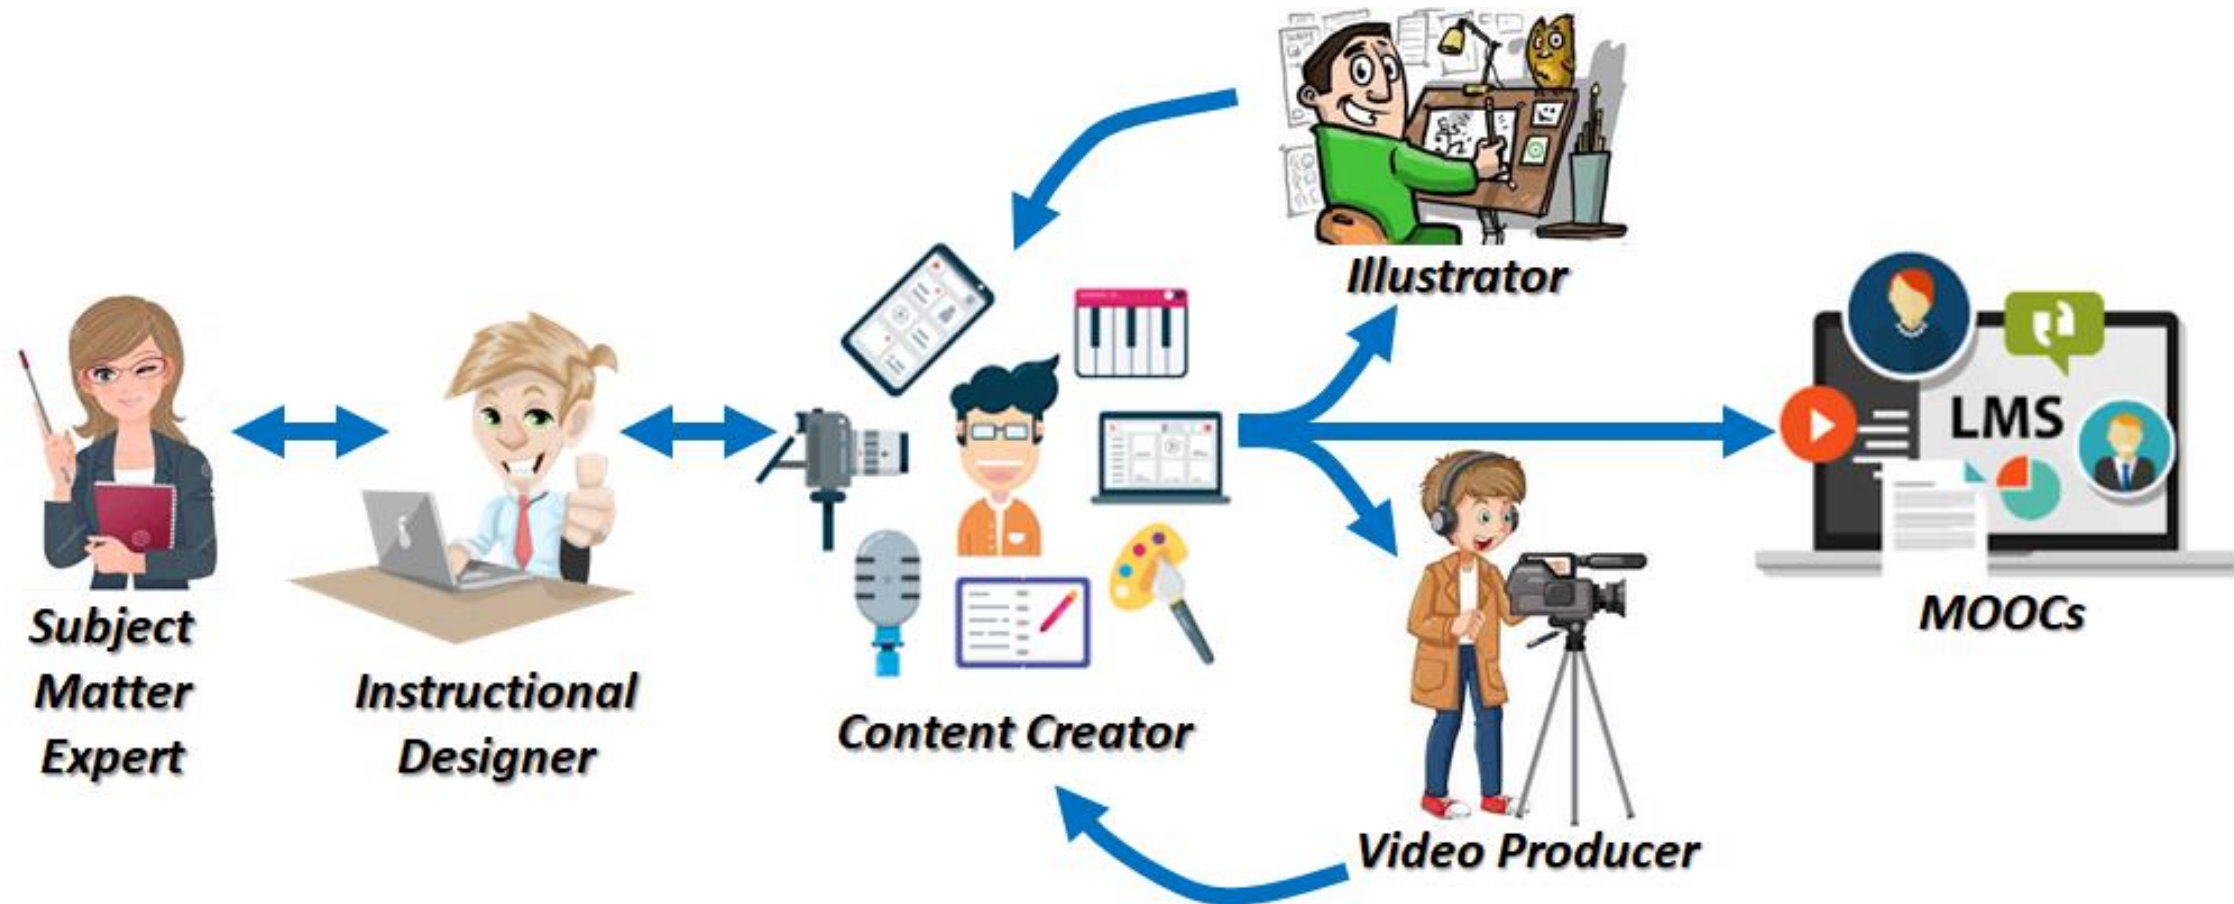 Illustrator
LMS
MOOCs
Subject
Matter
Expert
Instructional
Designer
Content Creator
Video Producer